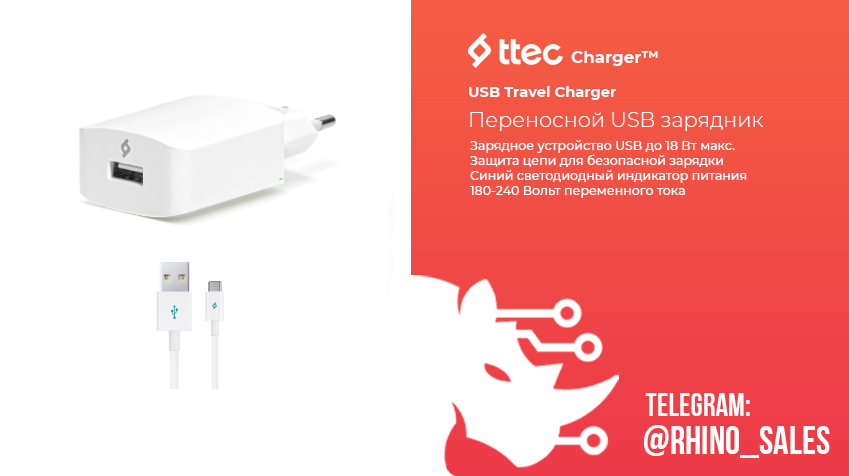 ttec Charger™
USB Travel Charger
Переносной USB зарядник
Зарядное устройство USB до 18 Вт макс.
Защита цепи для безопасной зарядки
Синий светодиодный индикатор питания
180-240 Вольт переменного тока
TELEGRAM:
@RHINO_SALES